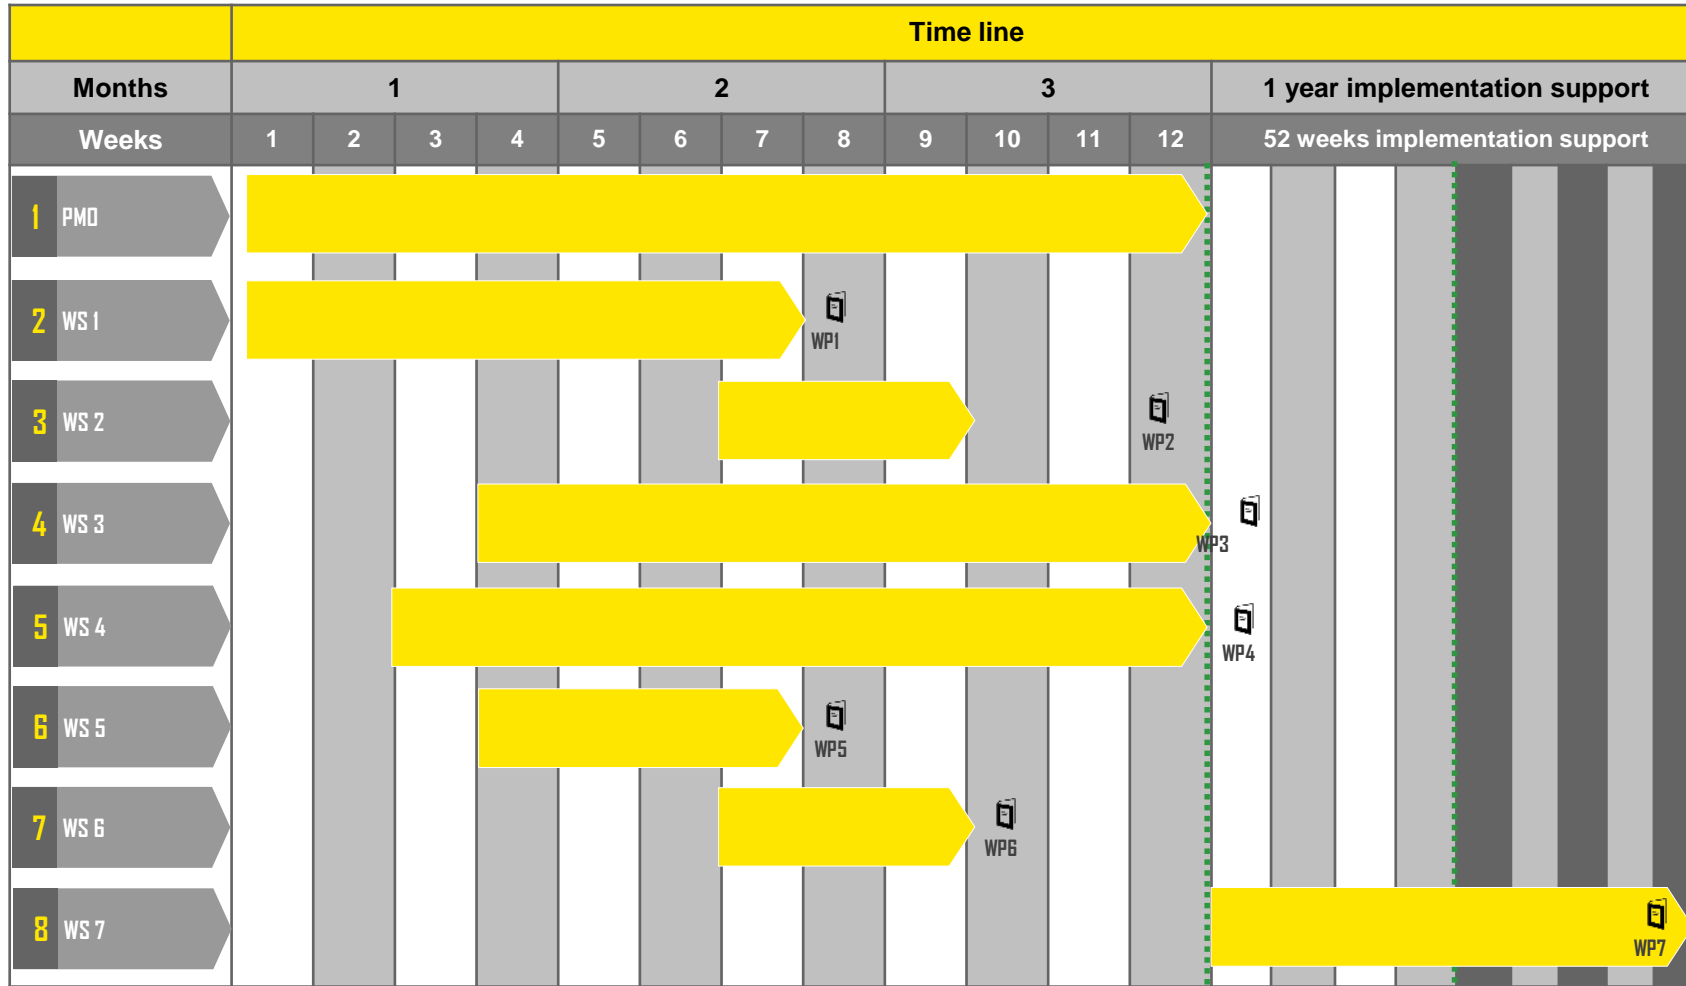 Time line
Months 1 2 3 1 year implementation support
Weeks 1 2 3 4 5 6 7 8 9 10 11 12 52 weeks implementation support
1 PMO
2 WS 1
WP1
3 WS 2
WP2
4 WS 3
WP3
5 WS 4
WP4
6 WS 5
WP5
7 WS 6
WP6
8 WS 7
WP7